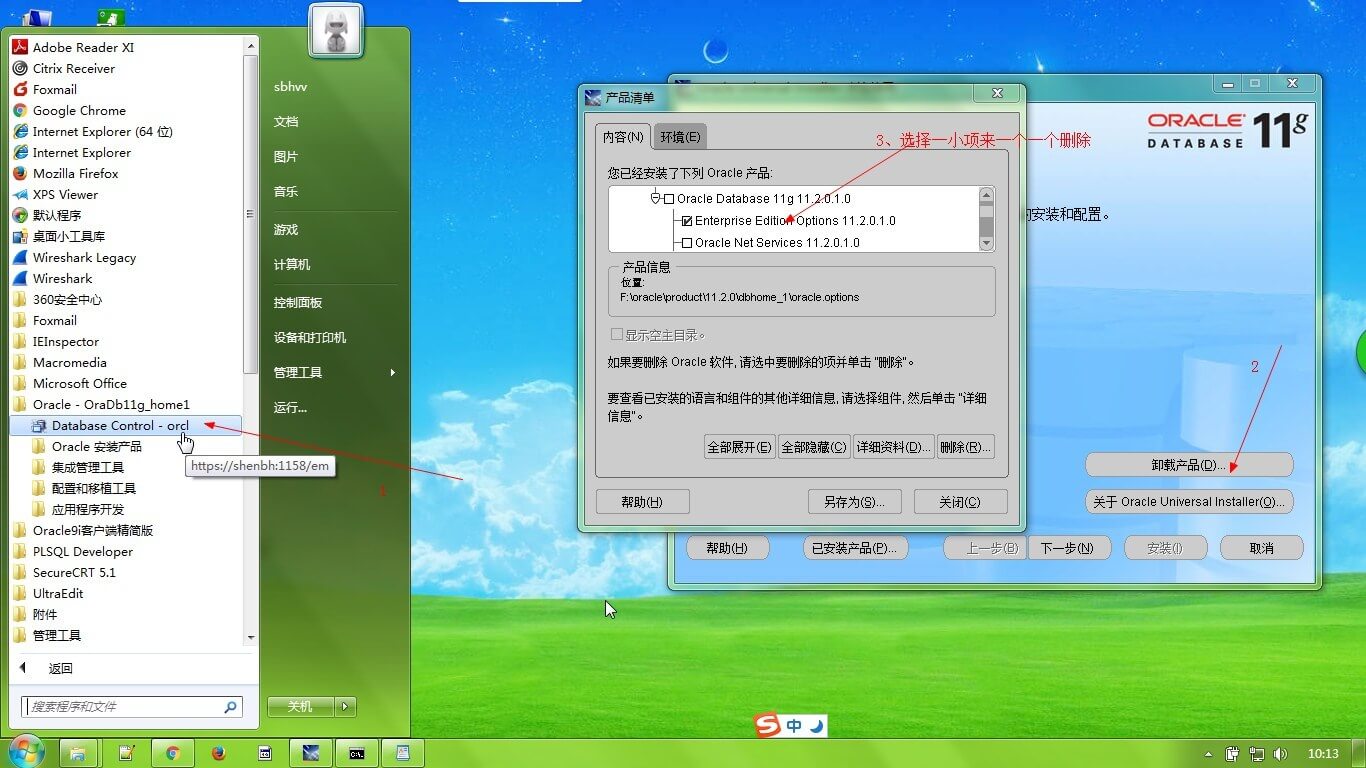 Adobe Reader XI
Citrix Receiver
Foxmail
Google Chrome
Internet Explorer (64 位)
Internet Explorer
Mozilla Firefox
XPS Viewer
默认程序
桌面小工具库
Wireshark Legacy
Wireshark
360安全中心
Foxmail
IEInspector
Macromedia
Microsoft Office
Oracle - OraDb11g_home1
Database Control - orcl
Oracle 安装产品
集成管理工具
配置和移植工具
应用程序开发
Oracle9i客户端精简版
PLSQL Developer
SecureCRT 5.1
UltraEdit
附件
管理工具
返回
搜索程序和文件
https://shenbh:1158/em
1
sbhvv
文档
图片
音乐
游戏
计算机
控制面板
设备和打印机
管理工具
运行...
关机
产品清单
内容(N)
环境(E)
3、选择一小项来一个一个删除
您已经安装了下列 Oracle 产品:
Oracle Database 11g 11.2.0.1.0
Enterprise Edition Options 11.2.0.1.0
Oracle Net Services 11.2.0.1.0
产品信息
位置:
F:\oracle\product\11.2.0\dbhome_1\oracle.options
显示空主目录。
如果要删除 Oracle 软件, 请选中要删除的项并单击 "删除"。
要查看已安装的语言和组件的其他详细信息, 请选择组件, 然后单击 "详细
信息"。
全部展开(E)
全部隐藏(C)
详细资料(D)...
删除(R)...
帮助(H)
另存为(S)...
关闭(C)
ORACLE
DATABASE
11g
的安装和配置。
2
卸载产品(D)...
关于 Oracle Universal Installer(O)...
帮助(H)
已安装产品(P)...
上一步(B)
下一步(N)
安装(I)
取消
S
中
C:\.
10:13